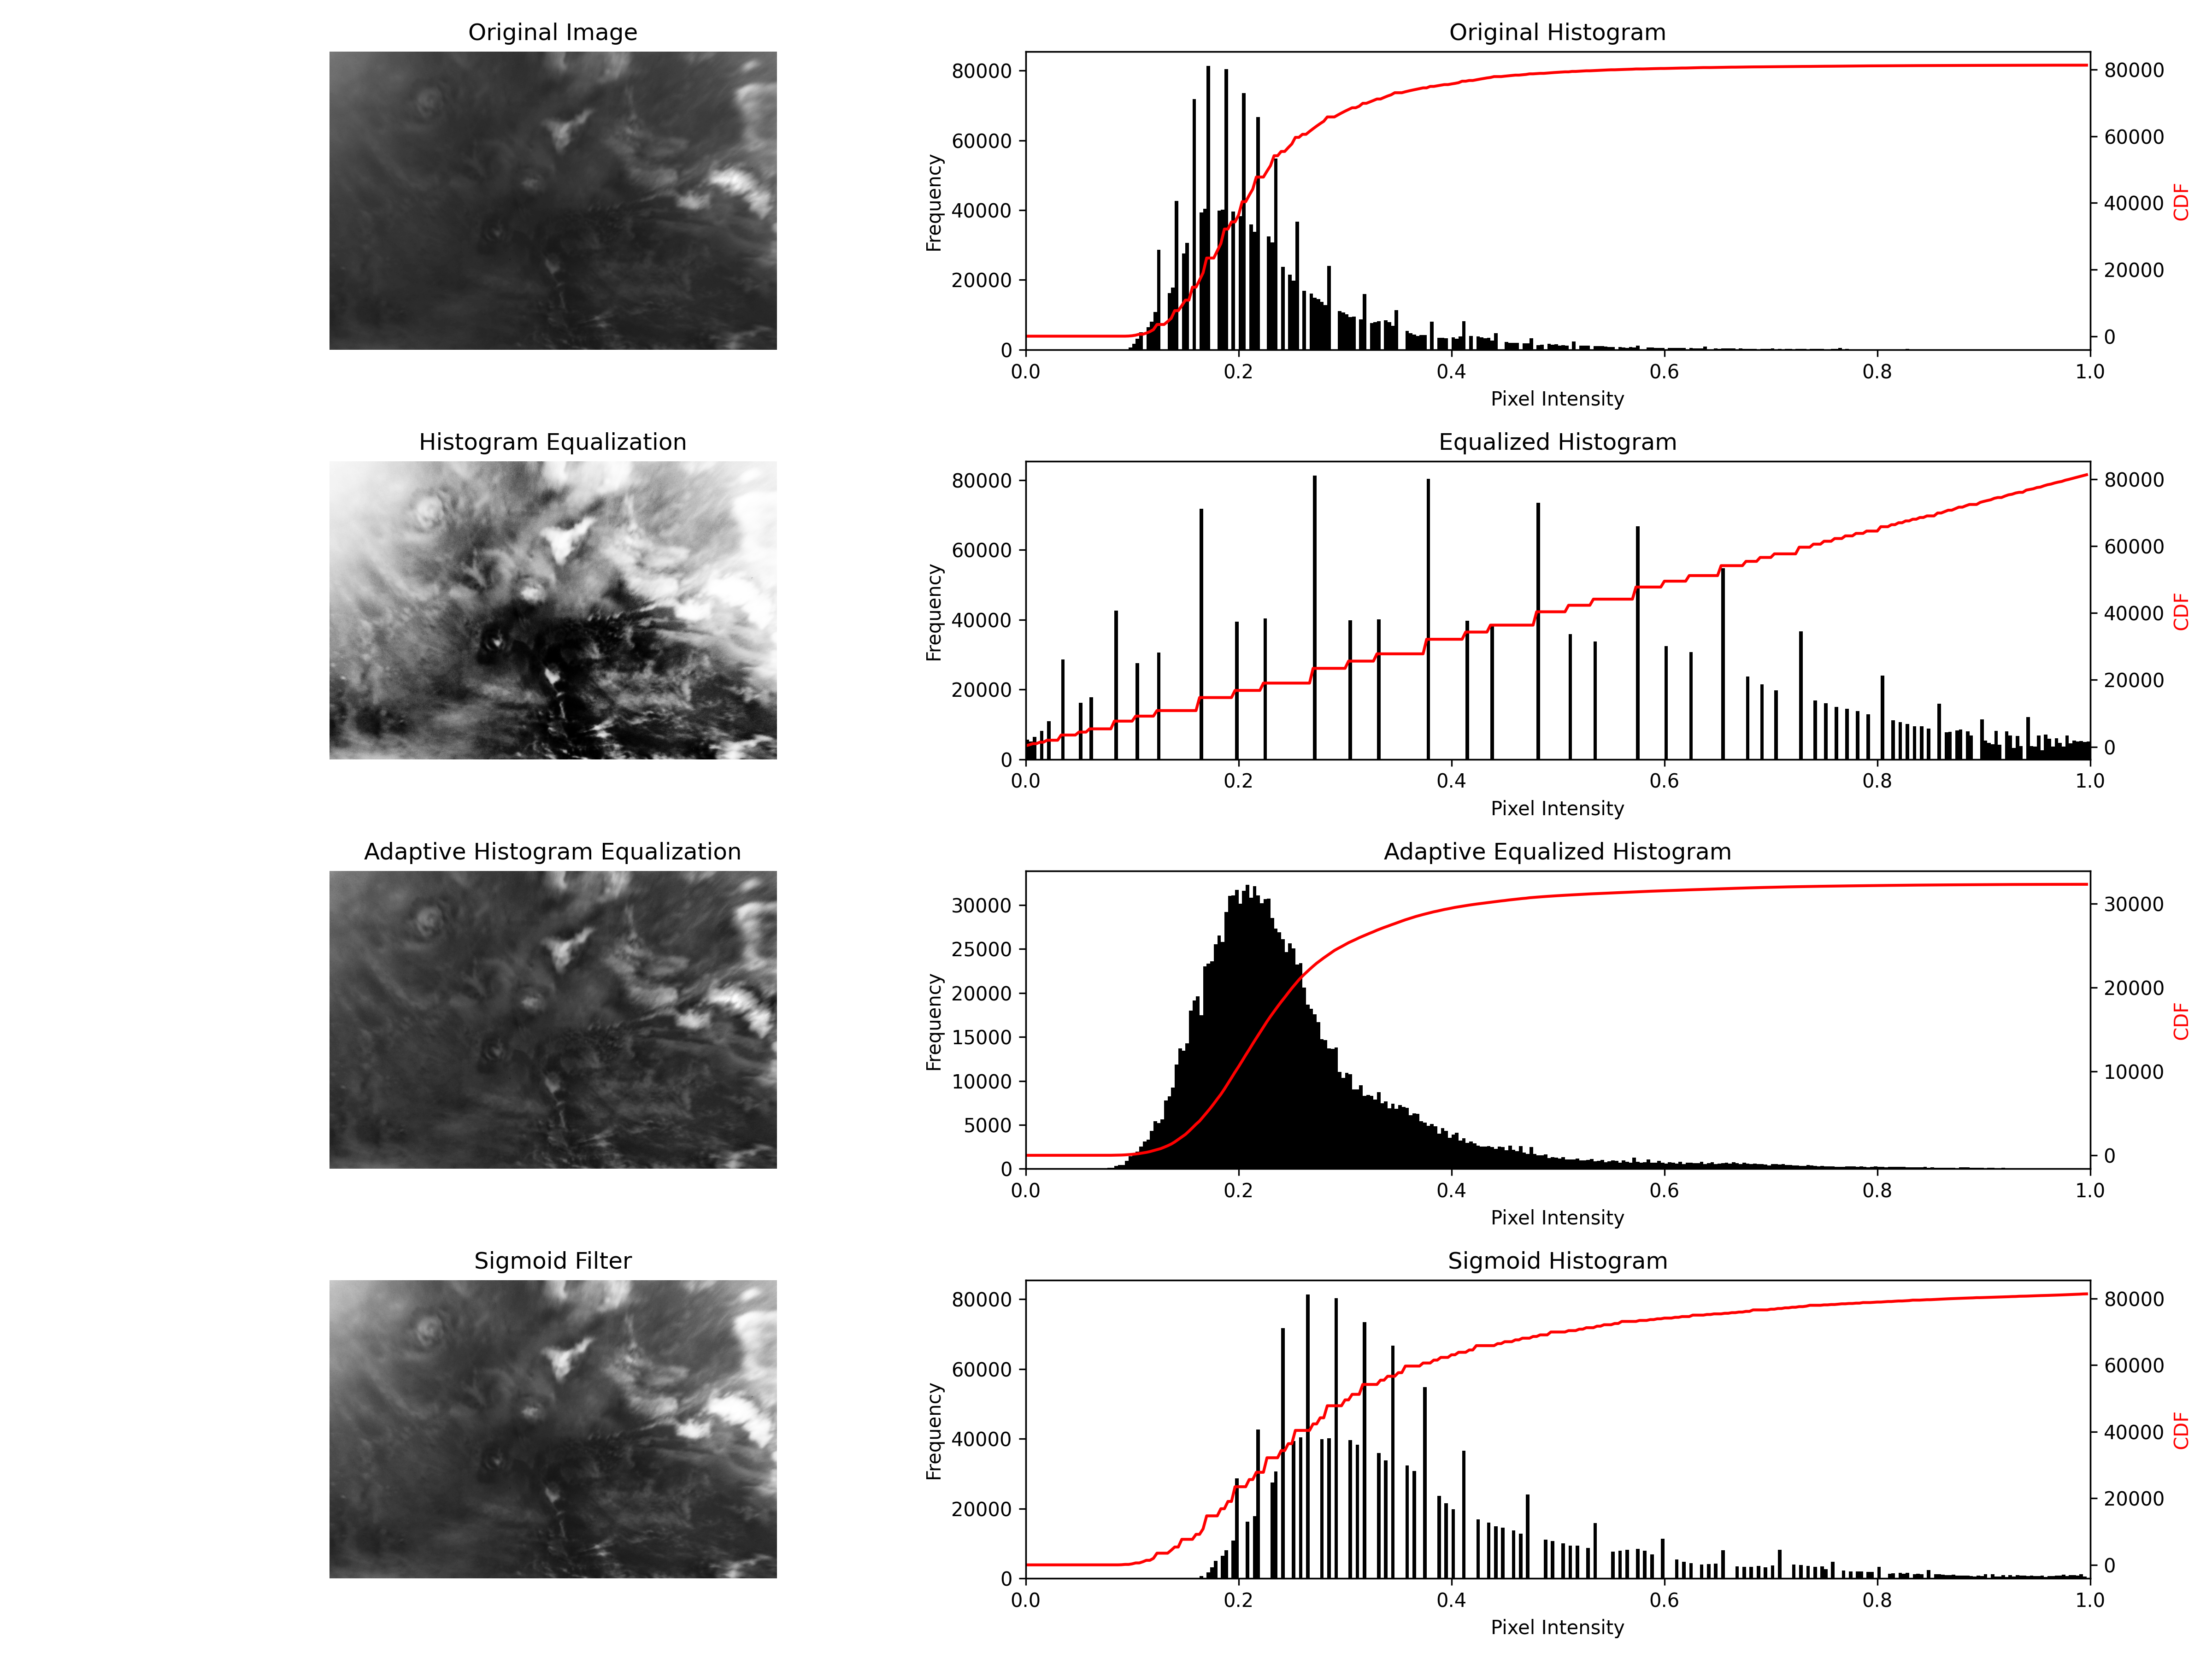 Original Image
Original Histogram
80000
60000
40000
20000
0
Frequency
80000
60000
40000
20000
0
CDF
0.0 0.2 0.4 0.6 0.8 1.0
Pixel Intensity
Histogram Equalization
Equalized Histogram
80000
60000
40000
20000
0
Frequency
80000
60000
40000
20000
0
CDF
0.0 0.2 0.4 0.6 0.8 1.0
Pixel Intensity
Adaptive Histogram Equalization
Adaptive Equalized Histogram
30000
25000
20000
15000
10000
5000
0
Frequency
30000
20000
10000
0
CDF
0.0 0.2 0.4 0.6 0.8 1.0
Pixel Intensity
Sigmoid Filter
Sigmoid Histogram
80000
60000
40000
20000
0
Frequency
80000
60000
40000
20000
0
CDF
0.0 0.2 0.4 0.6 0.8 1.0
Pixel Intensity